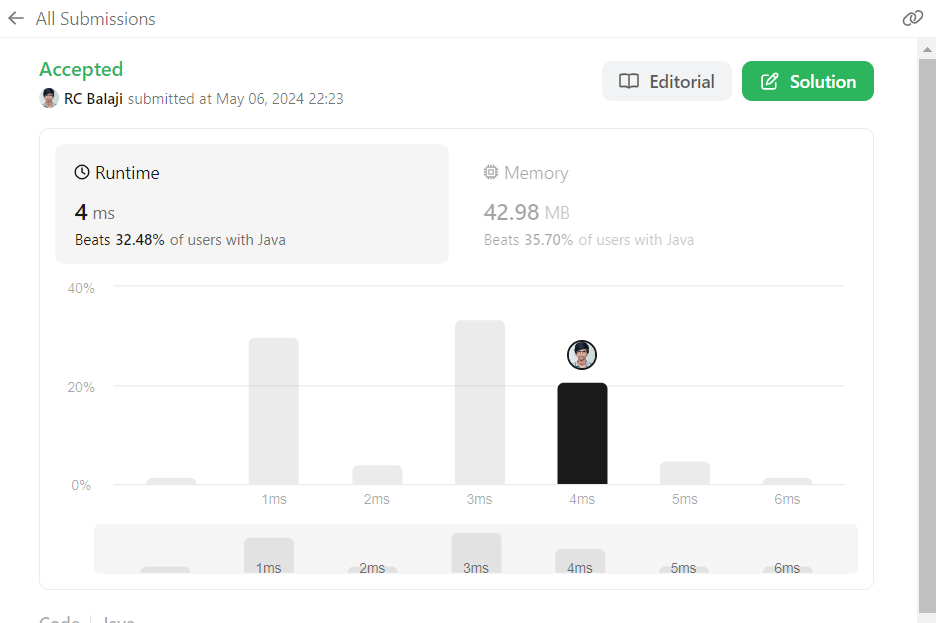 All Submissions
Accepted
RC Balaji submitted at May 06, 2024 22:23
Editorial
Solution
Runtime
4 ms
Beats 32.48% of users with Java
Memory
42.98 MB
Beats 35.70% of users with Java
40%
20%
0%
1ms 2ms 3ms 4ms 5ms 6ms
1ms 2ms 3ms 4ms 5ms 6ms
Code | Java